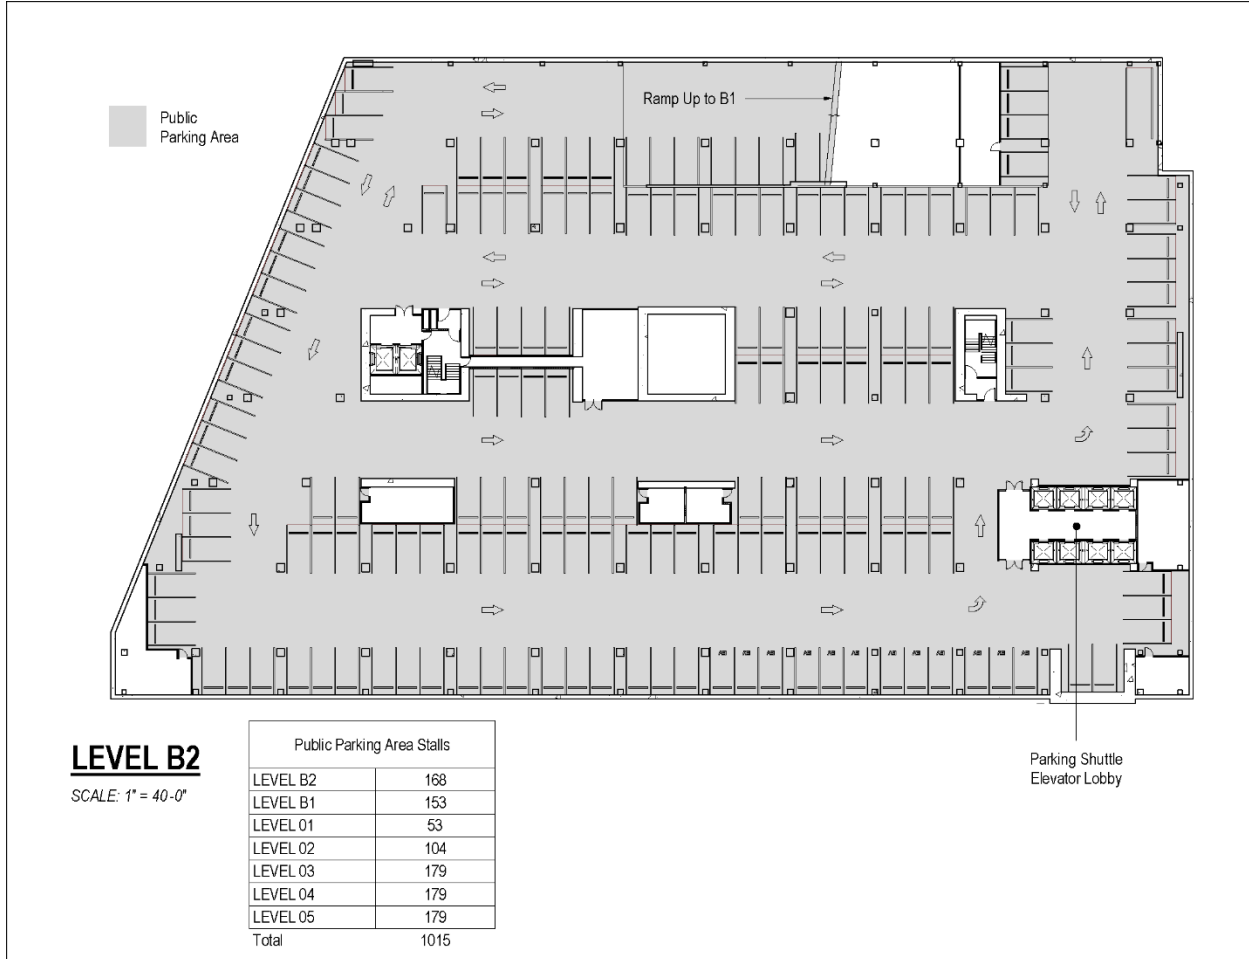 Ramp Up to B1
Public
Parking Area
Parking Shuttle
Elevator Lobby
LEVEL B2
SCALE: 1" = 40-0"
Public Parking Area Stalls
LEVEL B2 168
LEVEL B1 153
LEVEL 01 53
LEVEL 02 104
LEVEL 03 179
LEVEL 04 179
LEVEL 05 179
Total 1015